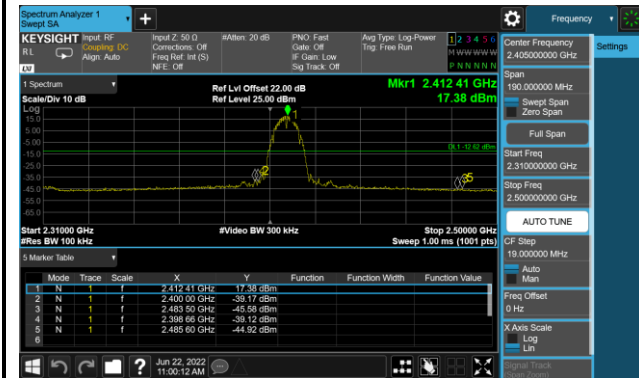 Spectrum Analyzer 1
Swept SA
+
Frequency
KEYSIGHT Input: RF Input Z: 50 Ω #Atten: 20 dB PNO: Fast Avg Type: Log-Power 1 2 3 4 5 6
RL Coupling: DC Corrections: Off Gate: Off Trig: Free Run M W W W W W
Align: Auto Freq Ref: Int (S) IF Gain: Low P N N N N N
NFE: Off Sig Track: Off
LXI
Settings
1 Spectrum Ref Lvl Offset 22.00 dB Mkr1 2.412 41 GHz
Scale/Div 10 dB Ref Level 25.00 dBm 17.38 dBm
Log
15.0
5.00
-5.00
DL1 -12.62 dBm
-15.0
-25.0
-35.0
-45.0
-55.0
-65.0
1
2
3
5
Start 2.31000 GHz #Video BW 300 kHz Stop 2.50000 GHz
#Res BW 100 kHz Sweep 1.00 ms (1001 pts)
5 Marker Table
Mode Trace Scale X Y Function Function Width Function Value
1 N 1 f 2.412 41 GHz 17.38 dBm
2 N 1 f 2.400 00 GHz -39.17 dBm
3 N 1 f 2.483 50 GHz -45.58 dBm
4 N 1 f 2.398 66 GHz -39.12 dBm
5 N 1 f 2.485 60 GHz -44.92 dBm
6
Center Frequency
2.405000000 GHz
Span
190.000000 MHz
Swept Span
Zero Span
Full Span
Start Freq
2.310000000 GHz
Stop Freq
2.500000000 GHz
AUTO TUNE
CF Step
19.000000 MHz
Auto
Man
Freq Offset
0 Hz
X Axis Scale
Log
Lin
Signal Track
(Span Zoom)
? Jun 22, 2022
11:00:12 AM